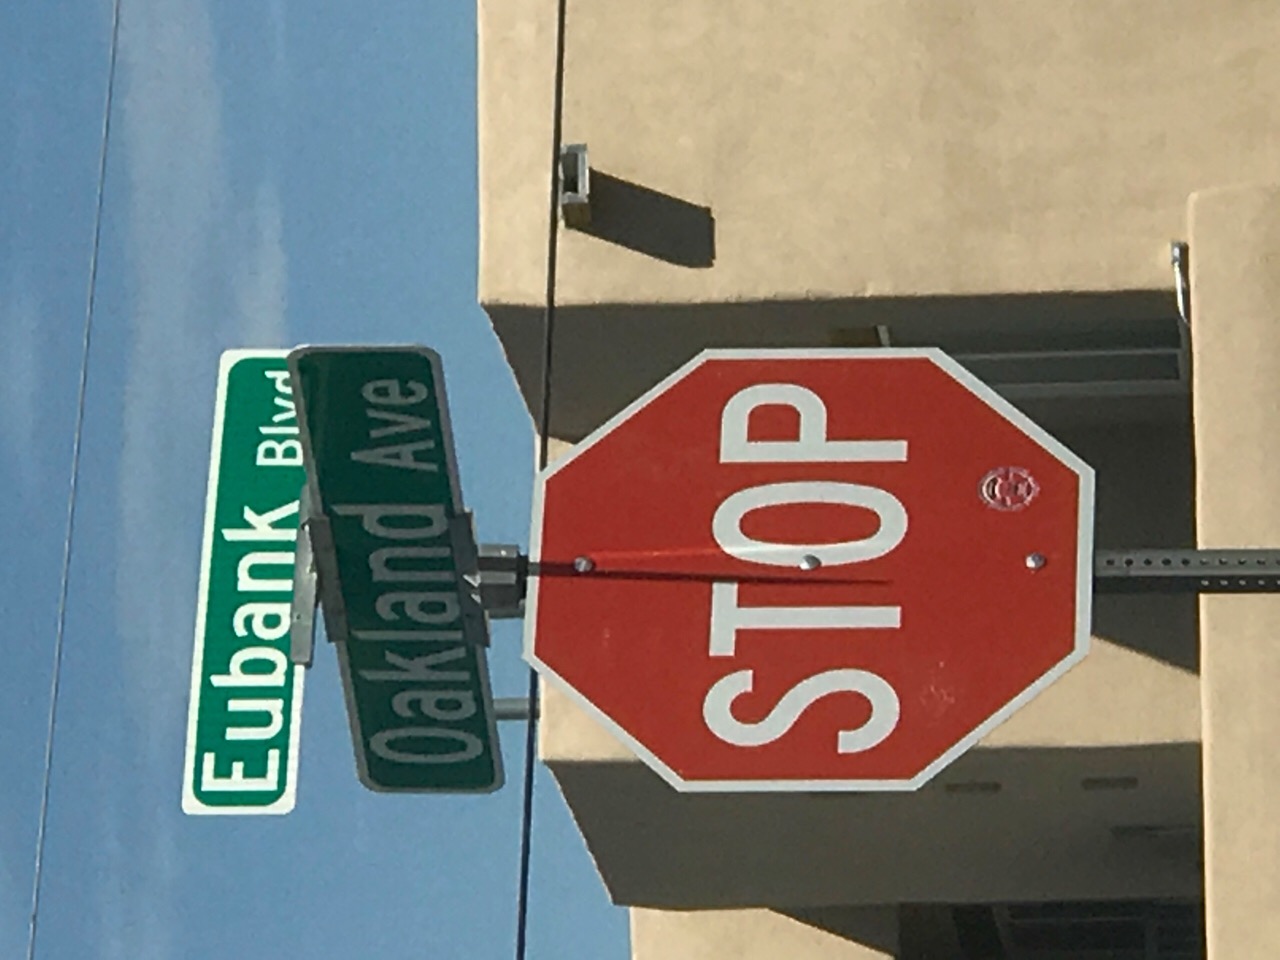 Eubank Blvd
Oakland Ave
STOP